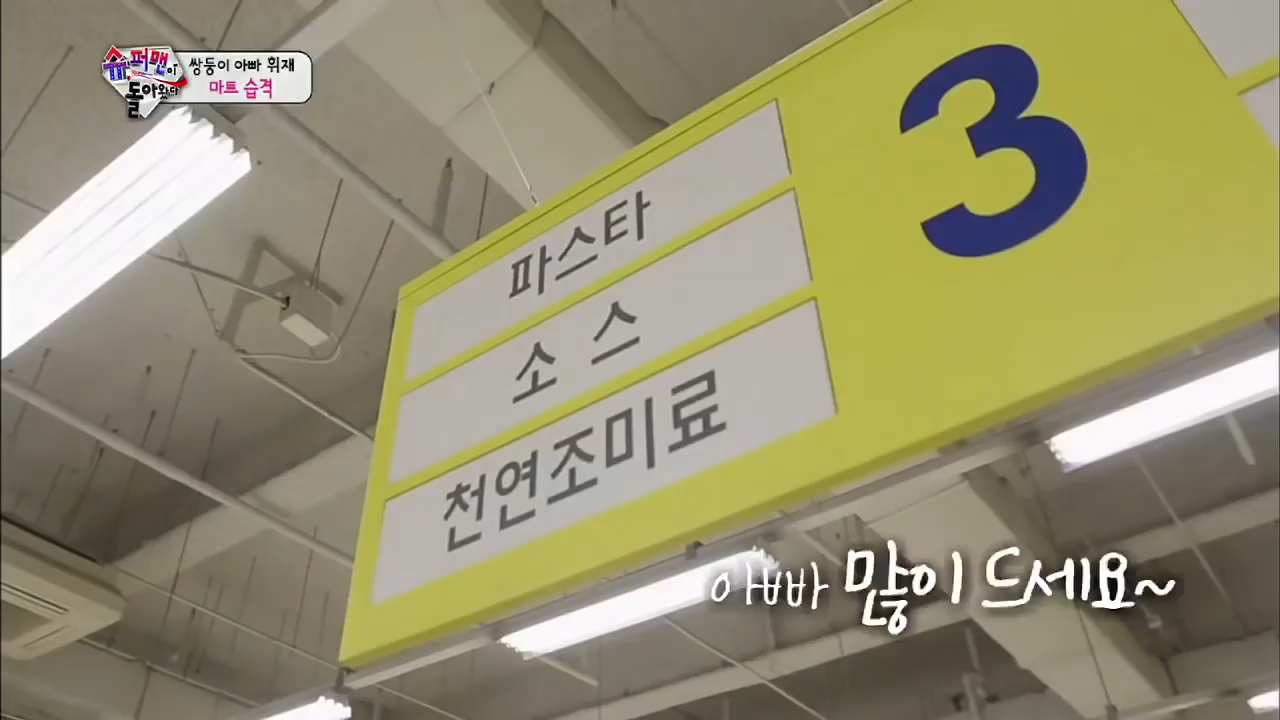 슈퍼맨이
돌아왔다
쌍둥이 아빠 휘재
마트 습격
3
파스타
소스
천연조미료
아빠 많이 드세요~